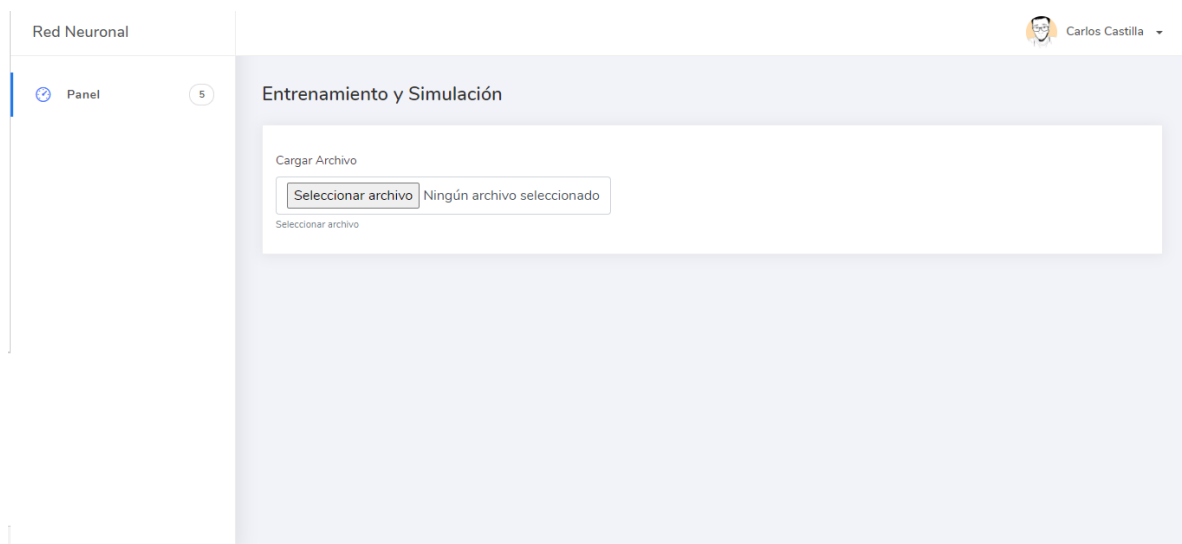 Red Neuronal
Carlos Castilla
Panel 5
Entrenamiento y Simulación
Cargar Archivo
Seleccionar archivo Ningún archivo seleccionado
Seleccionar archivo